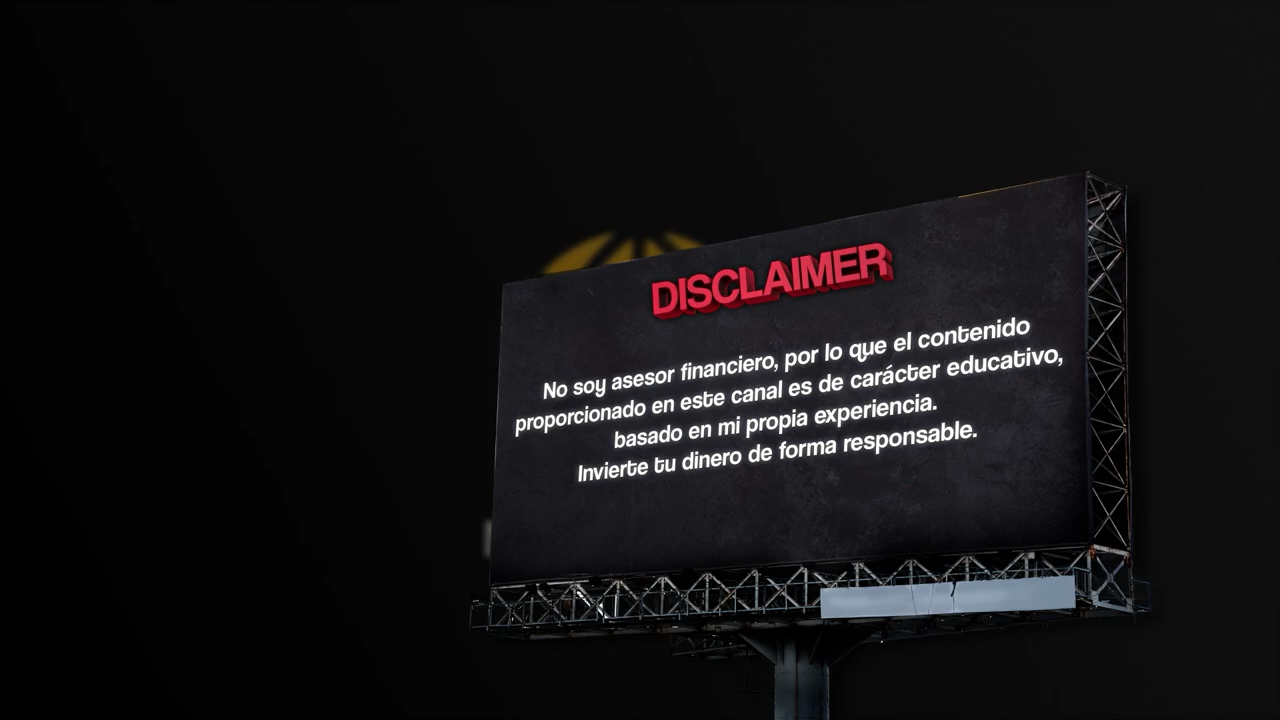 DISCLAIMER
No soy asesor financiero, por lo que el contenido
proporcionado en este canal es de carácter educativo,
basado en mi propia experiencia.
Invierte tu dinero de forma responsable.